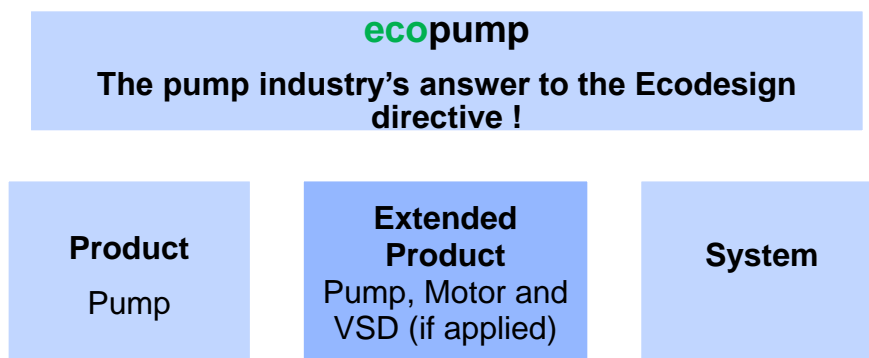 ecopump
The pump industry’s answer to the Ecodesign
directive !
Product
Pump
Extended
Product
Pump, Motor and
VSD (if applied)
System